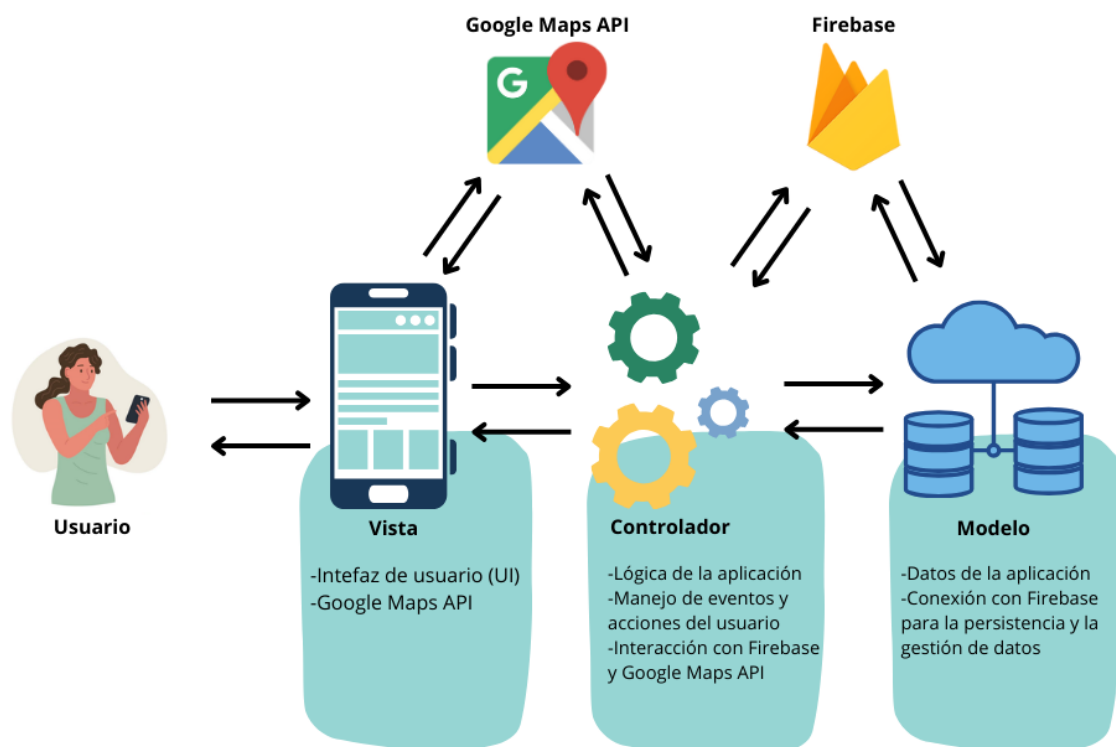 Google Maps API
Firebase
G
Usuario
Vista
-Intefaz de usuario (UI)
-Google Maps API
Controlador
-Lógica de la aplicación
-Manejo de eventos y
acciones del usuario
-Interacción con Firebase
y Google Maps API
Modelo
-Datos de la aplicación
-Conexión con Firebase
para la persistencia y la
gestión de datos